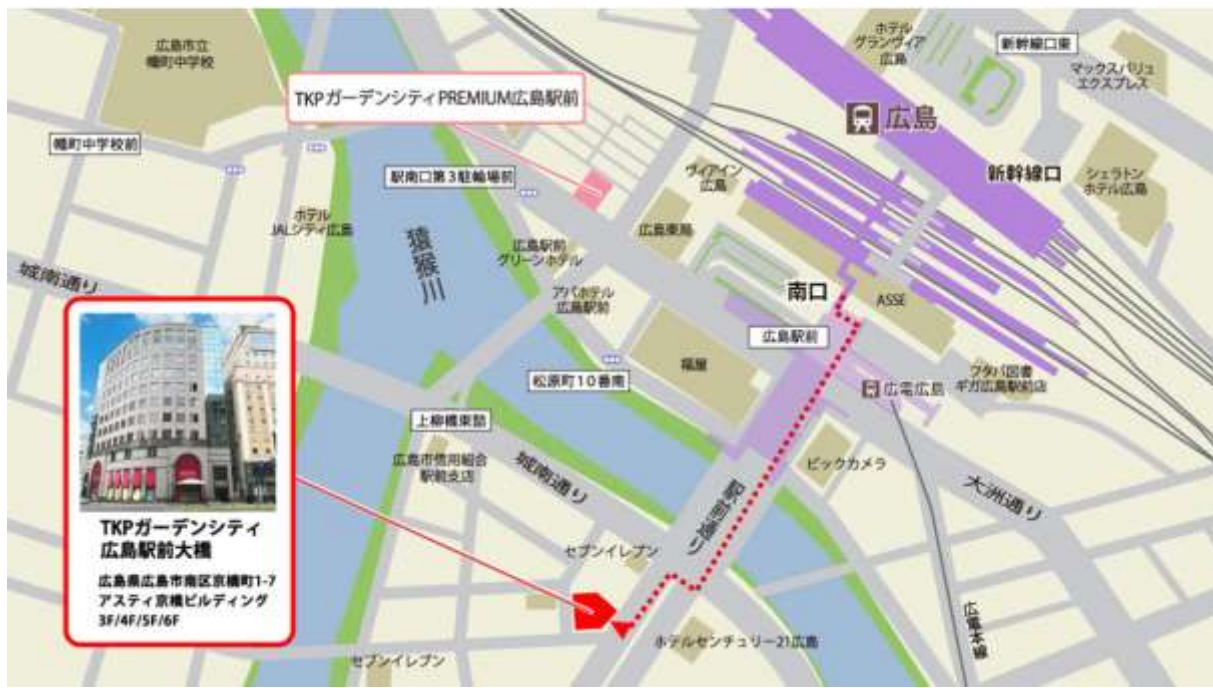 広島市立
幟町中学校
ホテル
グランヴィア
広島
新幹線口東
マックスバリュ
エクスプレス
TKPガーデンシティPREMIUM広島駅前
広島
幟町中学校前
駅南口第3駐輪場前
ヴィアイン
広島
新幹線口
シェラトン
ホテル広島
ホテル
JALシティ広島
猿猴川
広島駅前
グリーンホテル
広島東局
城南通り
アパホテル
広島駅前
南口
ASSE
広島駅前
福屋
松原町10番南
広電広島
フタバ図書
ギガ広島駅前店
上柳橋東詰
広島市信用組合
駅前支店
城南通り
ビックカメラ
大洲通り
駅前通り
TKPガーデンシティ
広島駅前大橋
広島県広島市南区京橋町1-7
アスティ京橋ビルディング
3F/4F/5F/6F
セブンイレブン
ホテルセンチュリー21広島
広電本線
セブンイレブン